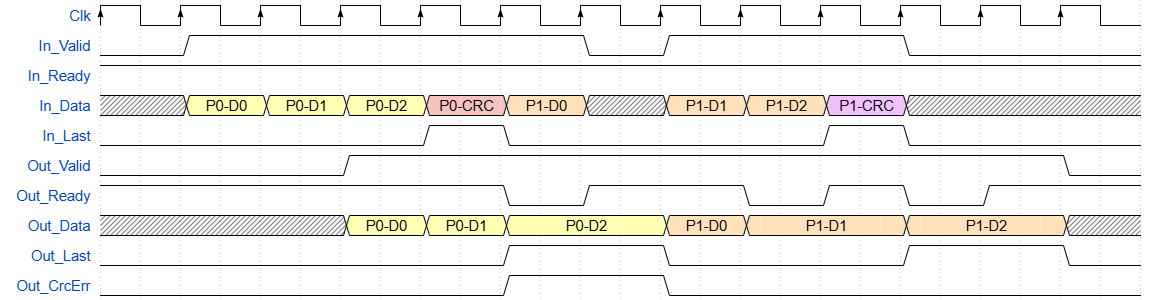 Clk
In_Valid
In_Ready
In_Data P0-D0 P0-D1 P0-D2 P0-CRC P1-D0 P1-D1 P1-D2 P1-CRC
In_Last
Out_Valid
Out_Ready
Out_Data P0-D0 P0-D1 P0-D2 P1-D0 P1-D1 P1-D2
Out_Last
Out_CrcErr